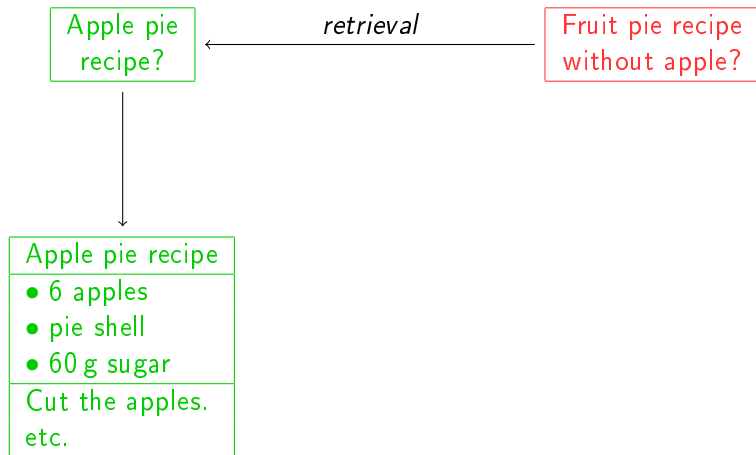 Apple pie
recipe?
retrieval
Fruit pie recipe
without apple?
Apple pie recipe
• 6 apples
• pie shell
• 60 g sugar
Cut the apples.
etc.